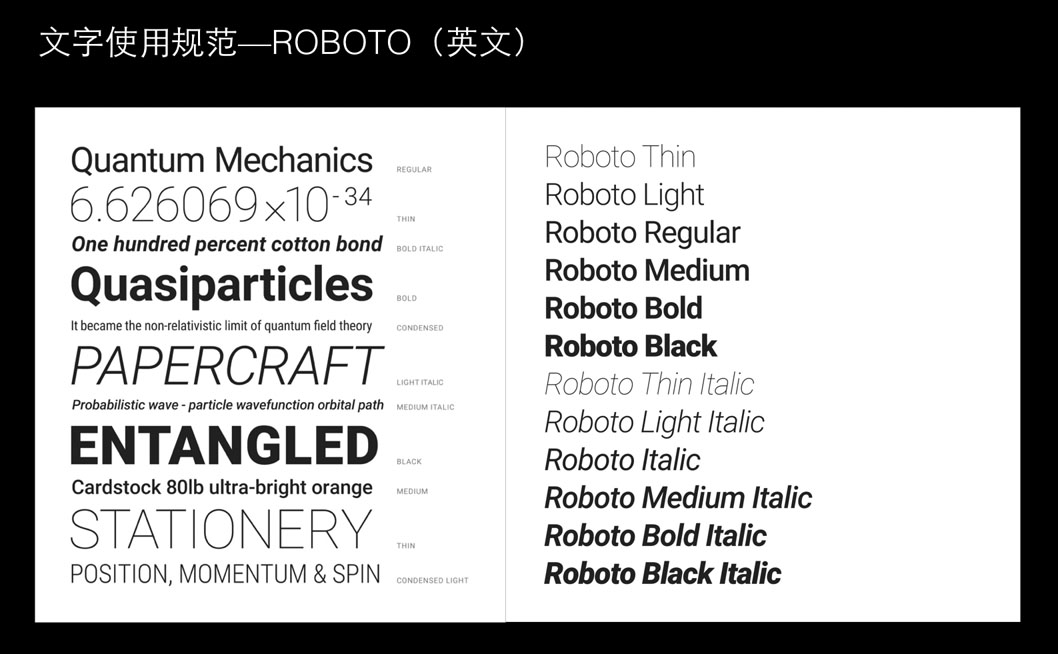 文字使用规范—ROBOTO（英文）
Quantum Mechanics REGULAR
6.626069×10⁻³⁴ THIN
One hundred percent cotton bond BOLD ITALIC
Quasiparticles BOLD
It became the non-relativistic limit of quantum field theory CONDENSED
PAPERCRAFT LIGHT ITALIC
Probabilistic wave - particle wavefunction orbital path MEDIUM ITALIC
ENTANGLED BLACK
Cardstock 80lb ultra-bright orange MEDIUM
STATIONERY THIN
POSITION, MOMENTUM & SPIN CONDENSED LIGHT
Roboto Thin
Roboto Light
Roboto Regular
Roboto Medium
Roboto Bold
Roboto Black
Roboto Thin Italic
Roboto Light Italic
Roboto Italic
Roboto Medium Italic
Roboto Bold Italic
Roboto Black Italic